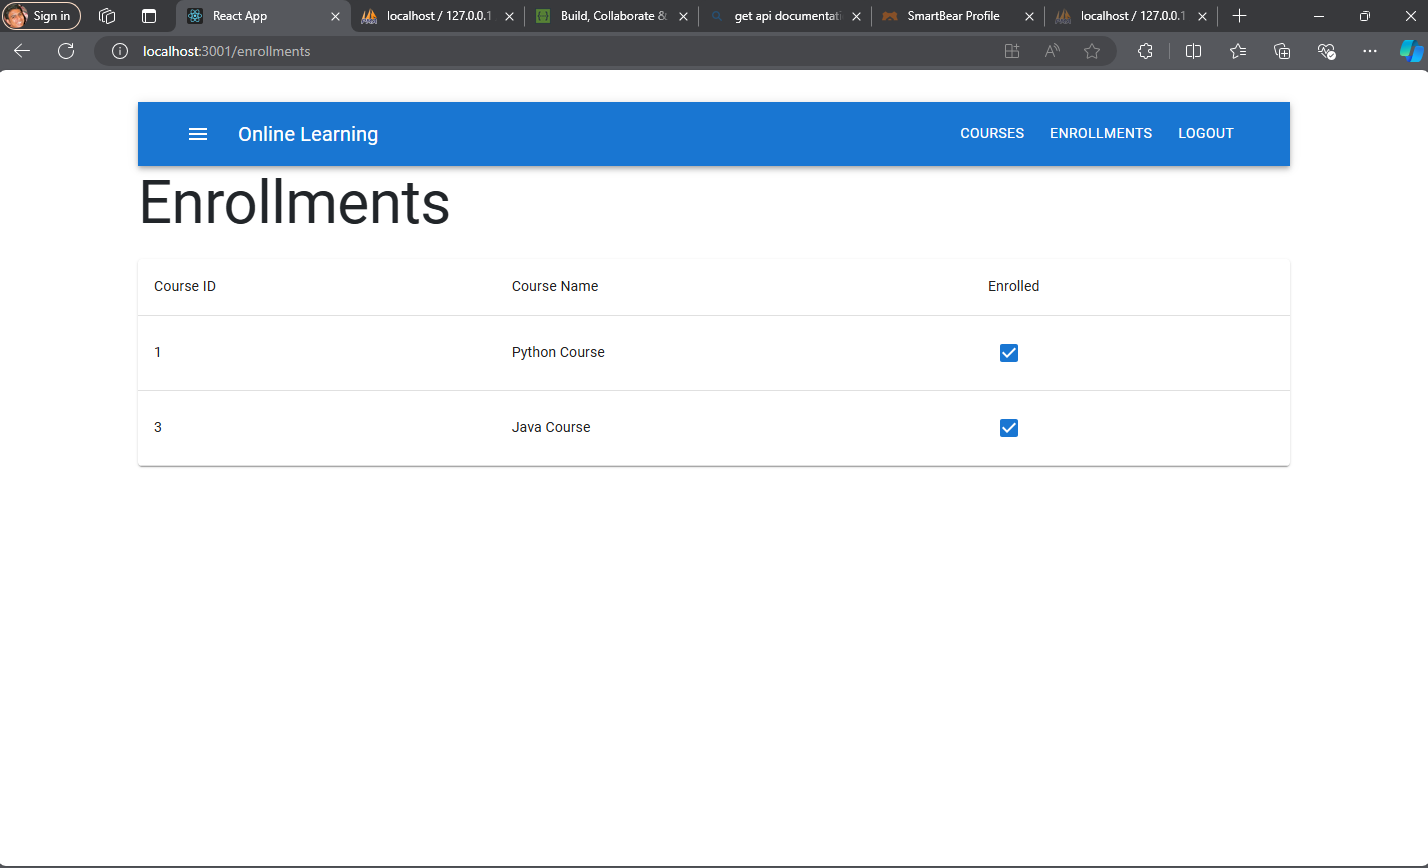 Sign in
React App
localhost / 127.0.0.1
Build, Collaborate &
get api documentati
SmartBear Profile
localhost / 127.0.0.1
localhost:3001/enrollments
Online Learning
COURSES ENROLLMENTS LOGOUT
Enrollments
Course ID Course Name Enrolled
1 Python Course
3 Java Course